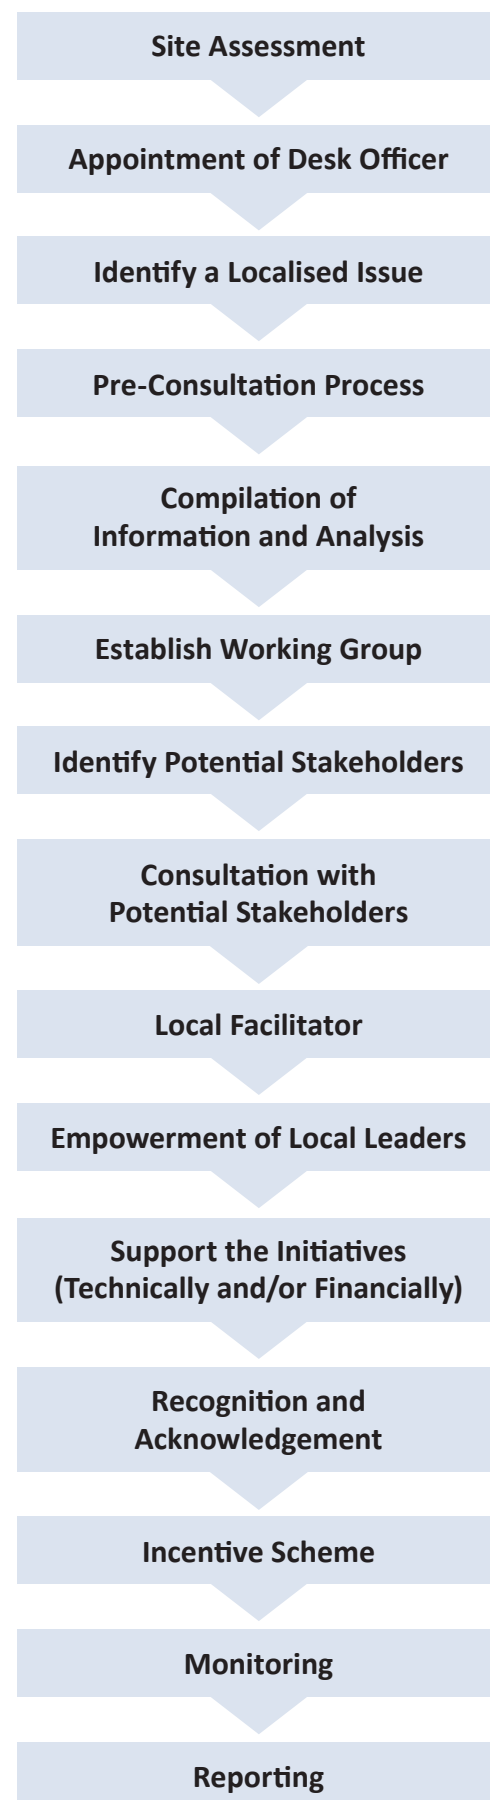 Site Assessment
Appointment of Desk Officer
Identify a Localised Issue
Pre-Consultation Process
Compilation of
Information and Analysis
Establish Working Group
Identify Potential Stakeholders
Consultation with
Potential Stakeholders
Local Facilitator
Empowerment of Local Leaders
Support the Initiatives
(Technically and/or Financially)
Recognition and
Acknowledgement
Incentive Scheme
Monitoring
Reporting